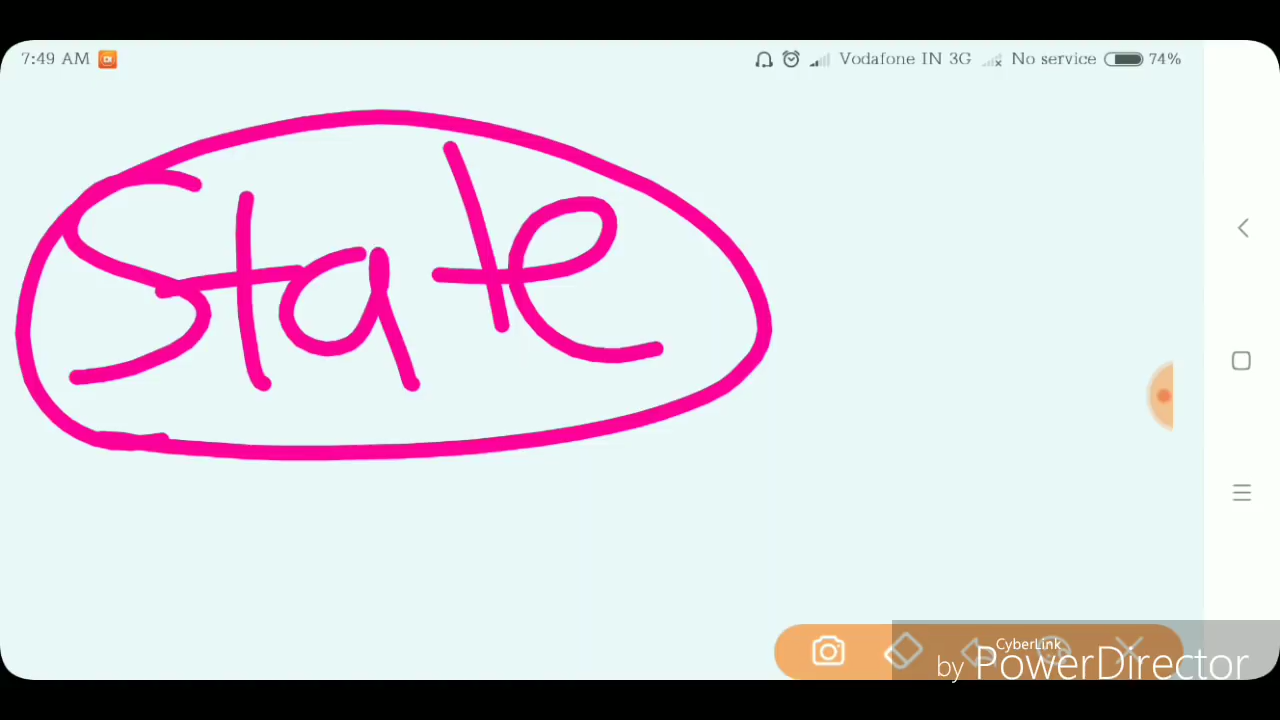 7:49 AM Vodafone IN 3G No service 74%
State
CyberLink
by PowerDirector